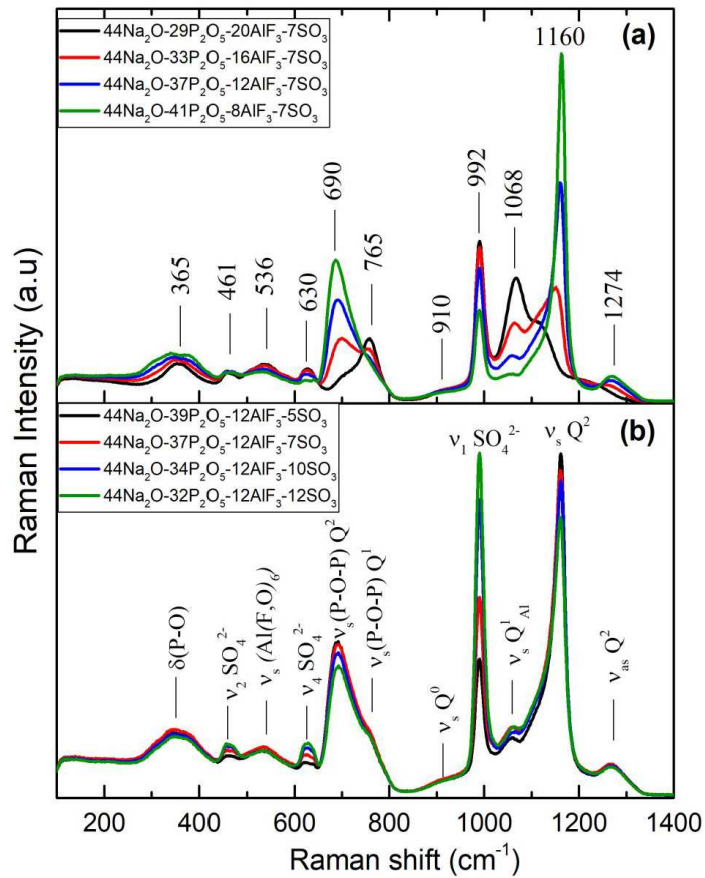 44Na₂O-29P₂O₅-20AlF₃-7SO₃
44Na₂O-33P₂O₅-16AlF₃-7SO₃
44Na₂O-37P₂O₅-12AlF₃-7SO₃
44Na₂O-41P₂O₅-8AlF₃-7SO₃
(a)
1160
992
1068
690
765
365
461
536
630
910
1274
Raman Intensity (a.u)
44Na₂O-39P₂O₅-12AlF₃-5SO₃
44Na₂O-37P₂O₅-12AlF₃-7SO₃
44Na₂O-34P₂O₅-12AlF₃-10SO₃
44Na₂O-32P₂O₅-12AlF₃-12SO₃
(b)
ν₁ SO₄²⁻
νₛ Q²
δ(P-O)
ν₂ SO₄²⁻
νₛ (Al(F,O)₆)
ν₄ SO₄²⁻
νₛ(P-O-P) Q²
νₛ(P-O-P) Q¹
νₛ Q⁰
νₛ Q¹Al
νas Q²
200 400 600 800 1000 1200 1400
Raman shift (cm⁻¹)